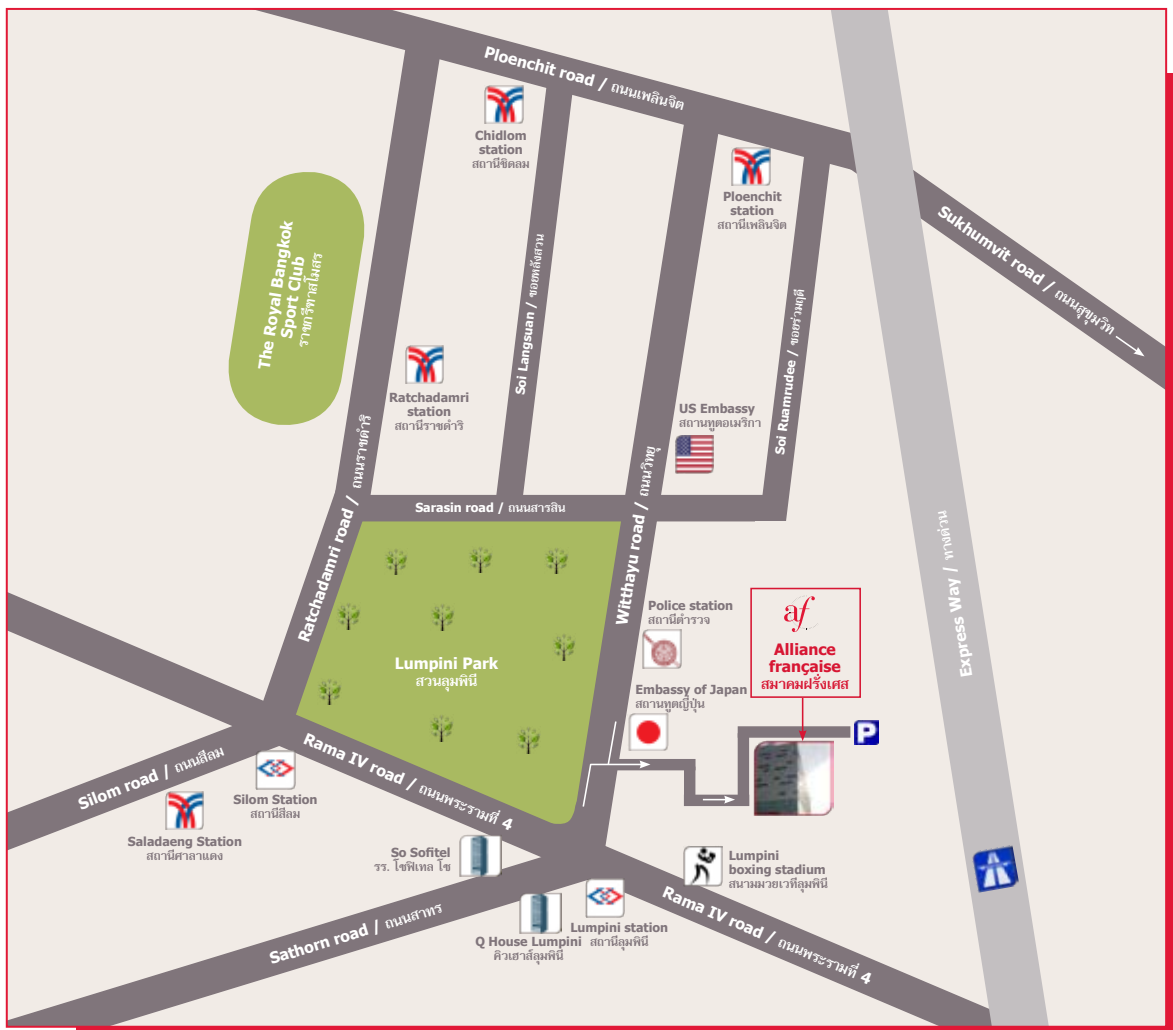 Ploenchit road / ถนนเพลินจิต
Chidlom
station
สถานีชิดลม
Ploenchit
station
สถานีเพลินจิต
Sukhumvit road / ถนนสุขุมวิท
The Royal Bangkok
Sport Club
ราชกรีฑาสโมสร
Soi Langsuan / ซอยหลังสวน
Soi Ruamrudee / ซอยร่วมฤดี
Ratchadamri
station
สถานีราชดำริ
US Embassy
สถานทูตอเมริกา
Ratchadamri road / ถนนราชดำริ
Sarasin road / ถนนสารสิน
Witthayu road / ถนนวิทยุ
Express Way / ทางด่วน
Police station
สถานีตำรวจ
af
Alliance
française
สมาคมฝรั่งเศส
Lumpini Park
สวนลุมพินี
Embassy of Japan
สถานทูตญี่ปุ่น
P
Rama IV road / ถนนพระรามที่ 4
Silom road / ถนนสีลม
Silom Station
สถานีสีลม
Saladaeng Station
สถานีศาลาแดง
So Sofitel
รร. โซฟิเทล โซ
Lumpini
boxing stadium
สนามมวยเวทีลุมพินี
Rama IV road / ถนนพระรามที่ 4
Sathorn road / ถนนสาทร
Lumpini station
สถานีลุมพินี
Q House Lumpini
คิวเฮาส์ลุมพินี